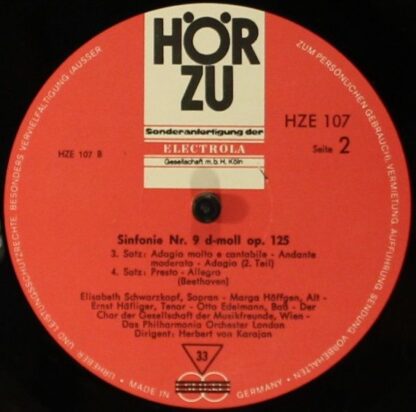 HÖR
ZU
Sonderanfertigung der
ELECTROLA
Gesellschaft m.b.H. Köln
HZE 107
HZE 107 B
Seite 2
Sinfonie Nr. 9 d-moll op. 125
3. Satz: Adagio molto e cantabile - Andante
moderato - Adagio (2. Teil)
4. Satz: Presto - Allegro
(Beethoven)
Elisabeth Schwarzkopf, Sopran - Marga Höffgen, Alt -
Ernst Häfliger, Tenor - Otto Edelmann, Baß - Der
Chor der Gesellschaft der Musikfreunde, Wien -
Das Philharmonia Orchester London
Dirigent: Herbert von Karajan
33
URHEBER UND LEISTUNGSSCHUTZRECHTE, BESONDERS VERVIELFÄLTIGUNG (AUSSER
ZUM PERSÖNLICHEN GEBRAUCH), VERMIETUNG, AUFFÜHRUNG, SENDUNG VORBEHALTEN
MADE IN GERMANY